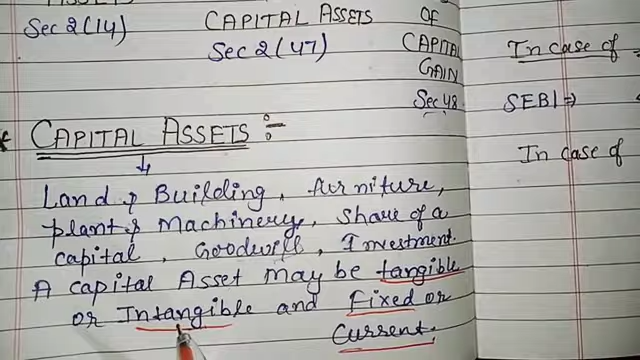 Sec 2(14)
CAPITAL ASSETS
Sec 2(47)
OF
CAPITAL
GAIN
Sec 48
In case of
SEBI ⇒
In case of
* CAPITAL ASSETS :-
↓
Land & Building, furniture,
plant & Machinery, Share of a
capital, Goodwill, Investment.
A capital Asset may be tangible
or Intangible and Fixed or
Current.